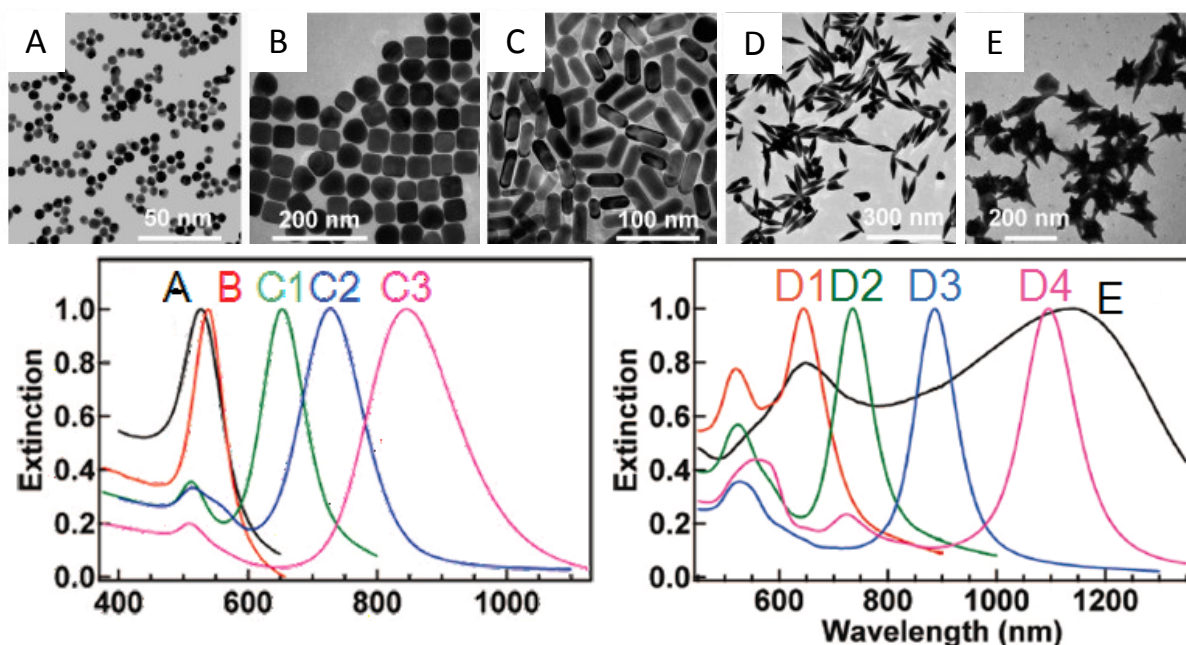 A B C D E
50 nm 200 nm 100 nm 300 nm 200 nm
A B C1 C2 C3
Extinction
1.0
0.8
0.6
0.4
0.2
0.0
400 600 800 1000
D1 D2 D3 D4 E
Extinction
1.0
0.8
0.6
0.4
0.2
0.0
600 800 1000 1200
Wavelength (nm)